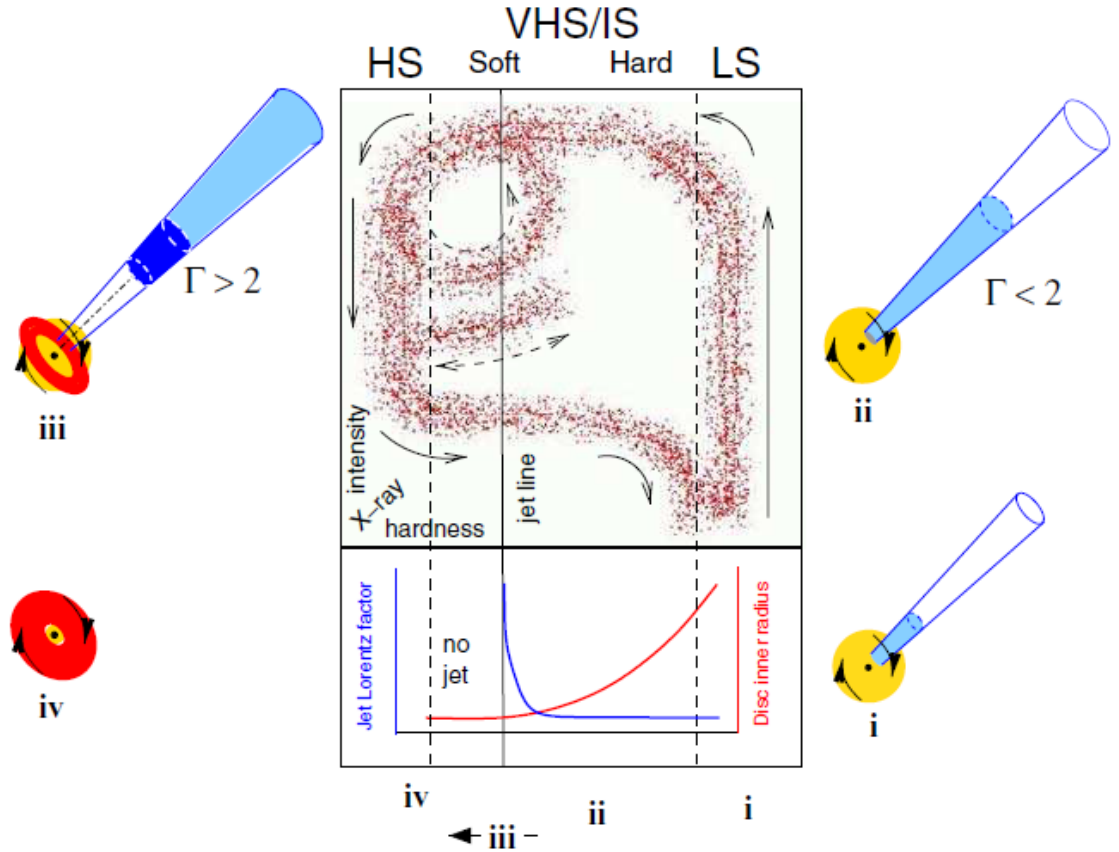 VHS/IS
HS Soft Hard LS
Γ > 2
iii
Γ < 2
ii
intensity
X-ray
hardness
jet line
iv
i
Jet Lorentz factor
no
jet
Disc inner radius
iv
iii
ii
i